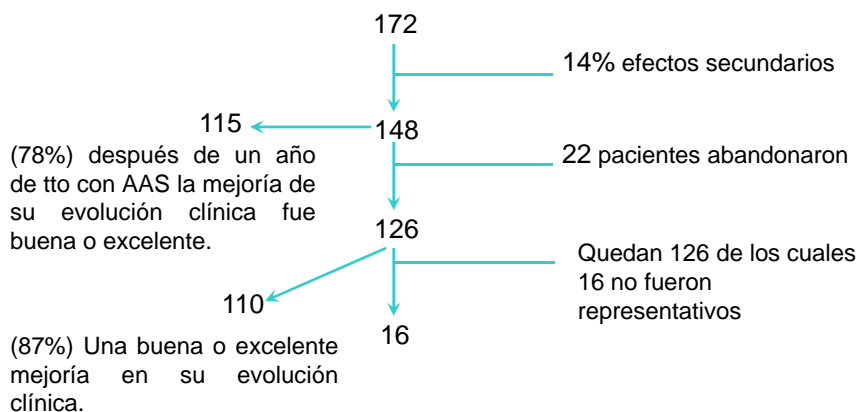 172
14% efectos secundarios
115
148
(78%) después de un año
de tto con AAS la mejoría de
su evolución clínica fue
buena o excelente.
22 pacientes abandonaron
126
Quedan 126 de los cuales
16 no fueron
representativos
110
16
(87%) Una buena o excelente
mejoría en su evolución
clínica.